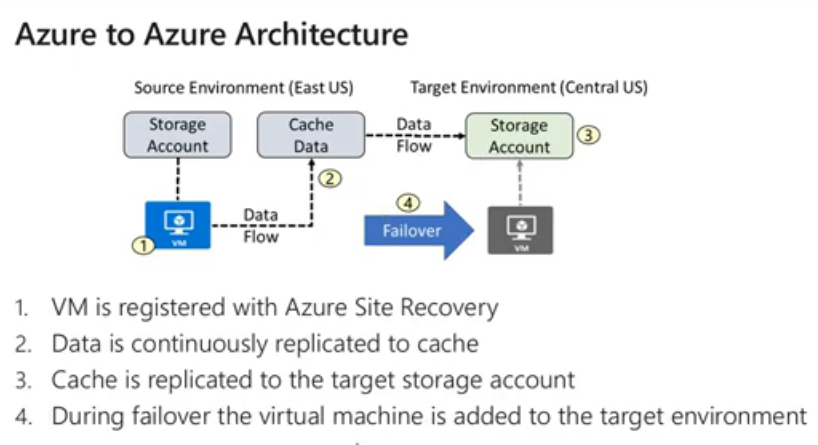 Azure to Azure Architecture
Source Environment (East US)
Target Environment (Central US)
Storage
Account
Cache
Data
Data
Flow
Storage
Account
3
2
1
VM
Data
Flow
4
Failover
VM
1. VM is registered with Azure Site Recovery
2. Data is continuously replicated to cache
3. Cache is replicated to the target storage account
4. During failover the virtual machine is added to the target environment